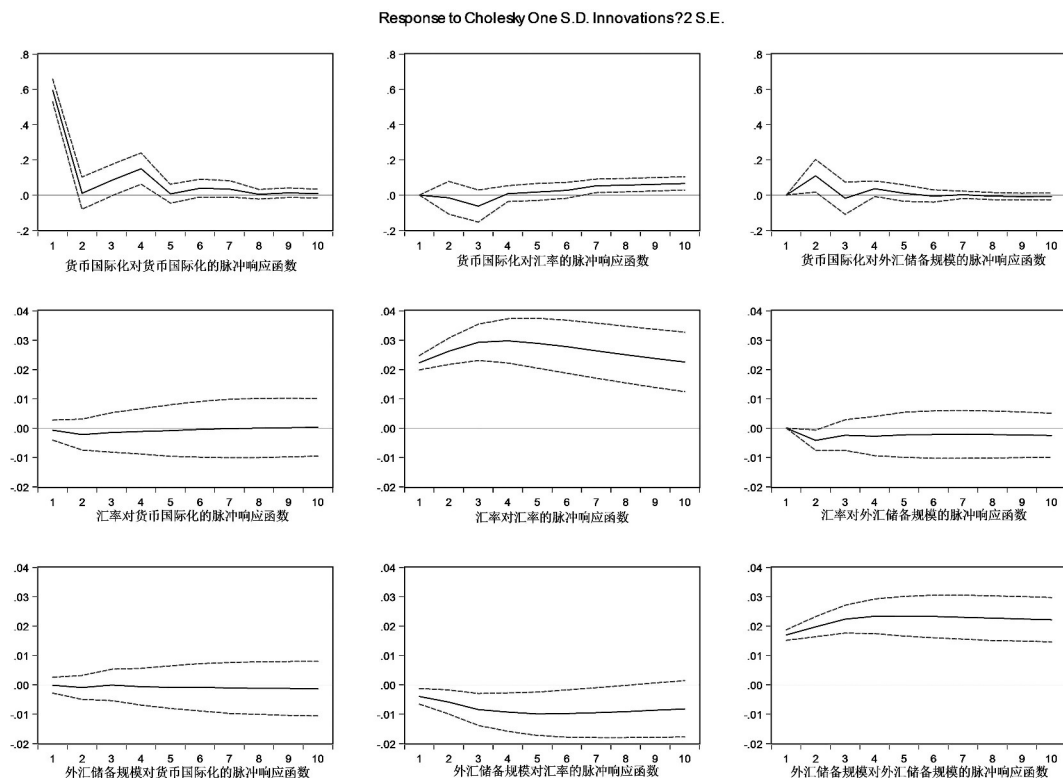 Response to Cholesky One S.D. Innovations?2 S.E.
.8 .8 .8
.6 .6 .6
.4 .4 .4
.2 .2 .2
.0 .0 .0
-.2 -.2 -.2
1 2 3 4 5 6 7 8 9 10 1 2 3 4 5 6 7 8 9 10 1 2 3 4 5 6 7 8 9 10
货币国际化对货币国际化的脉冲响应函数 货币国际化对汇率的脉冲响应函数 货币国际化对外汇储备规模的脉冲响应函数
.04 .04 .04
.03 .03 .03
.02 .02 .02
.01 .01 .01
.00 .00 .00
-.01 -.01 -.01
-.02 -.02 -.02
1 2 3 4 5 6 7 8 9 10 1 2 3 4 5 6 7 8 9 10 1 2 3 4 5 6 7 8 9 10
汇率对货币国际化的脉冲响应函数 汇率对汇率的脉冲响应函数 汇率对外汇储备规模的脉冲响应函数
.04 .04 .04
.03 .03 .03
.02 .02 .02
.01 .01 .01
.00 .00 .00
-.01 -.01 -.01
-.02 -.02 -.02
1 2 3 4 5 6 7 8 9 10 1 2 3 4 5 6 7 8 9 10 1 2 3 4 5 6 7 8 9 10
外汇储备规模对货币国际化的脉冲响应函数 外汇储备规模对汇率的脉冲响应函数 外汇储备规模对外汇储备规模的脉冲响应函数